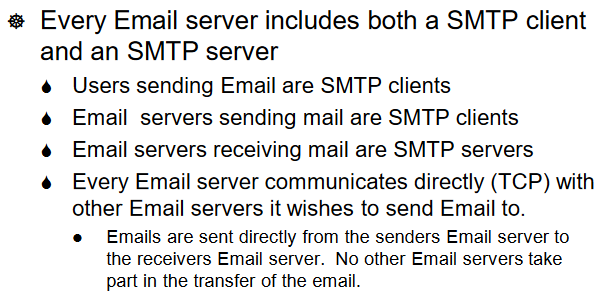 Every Email server includes both a SMTP client
and an SMTP server
Users sending Email are SMTP clients
Email servers sending mail are SMTP clients
Email servers receiving mail are SMTP servers
Every Email server communicates directly (TCP) with
other Email servers it wishes to send Email to.
Emails are sent directly from the senders Email server to
the receivers Email server. No other Email servers take
part in the transfer of the email.